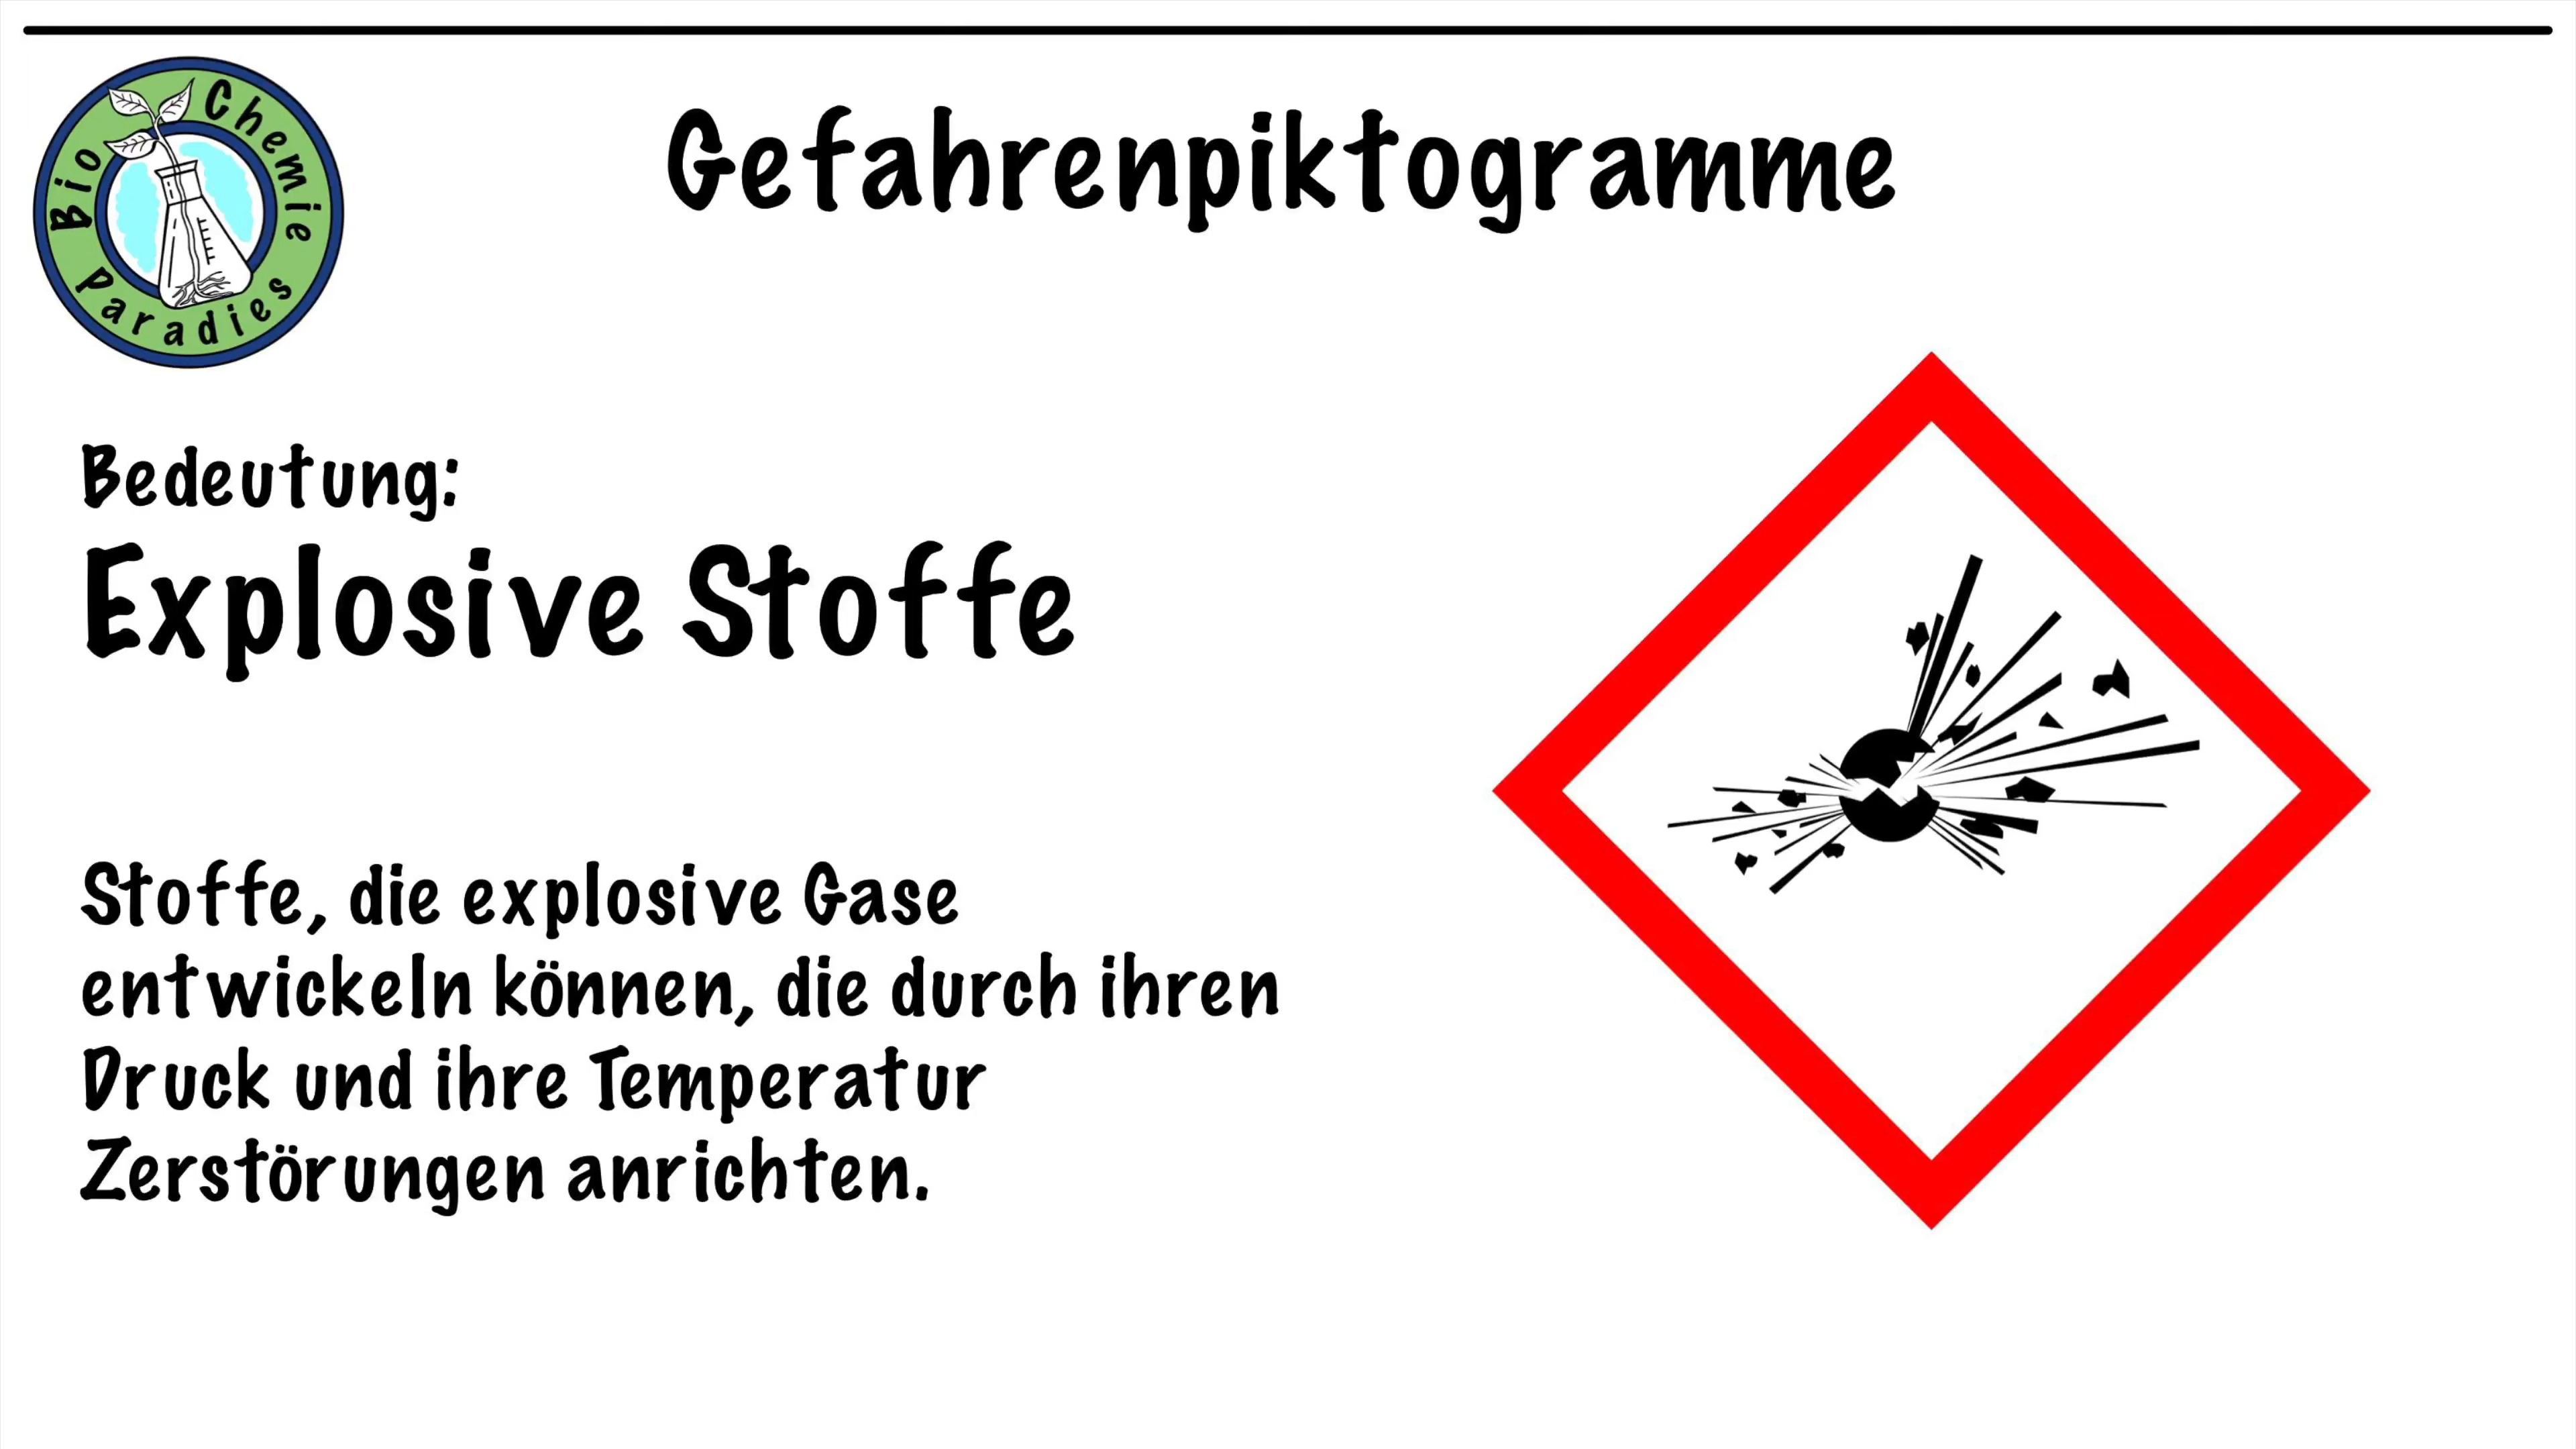 Bio Chemie Paradies
Gefahrenpiktogramme
Bedeutung:
Explosive Stoffe
Stoffe, die explosive Gase
entwickeln können, die durch ihren
Druck und ihre Temperatur
Zerstörungen anrichten.